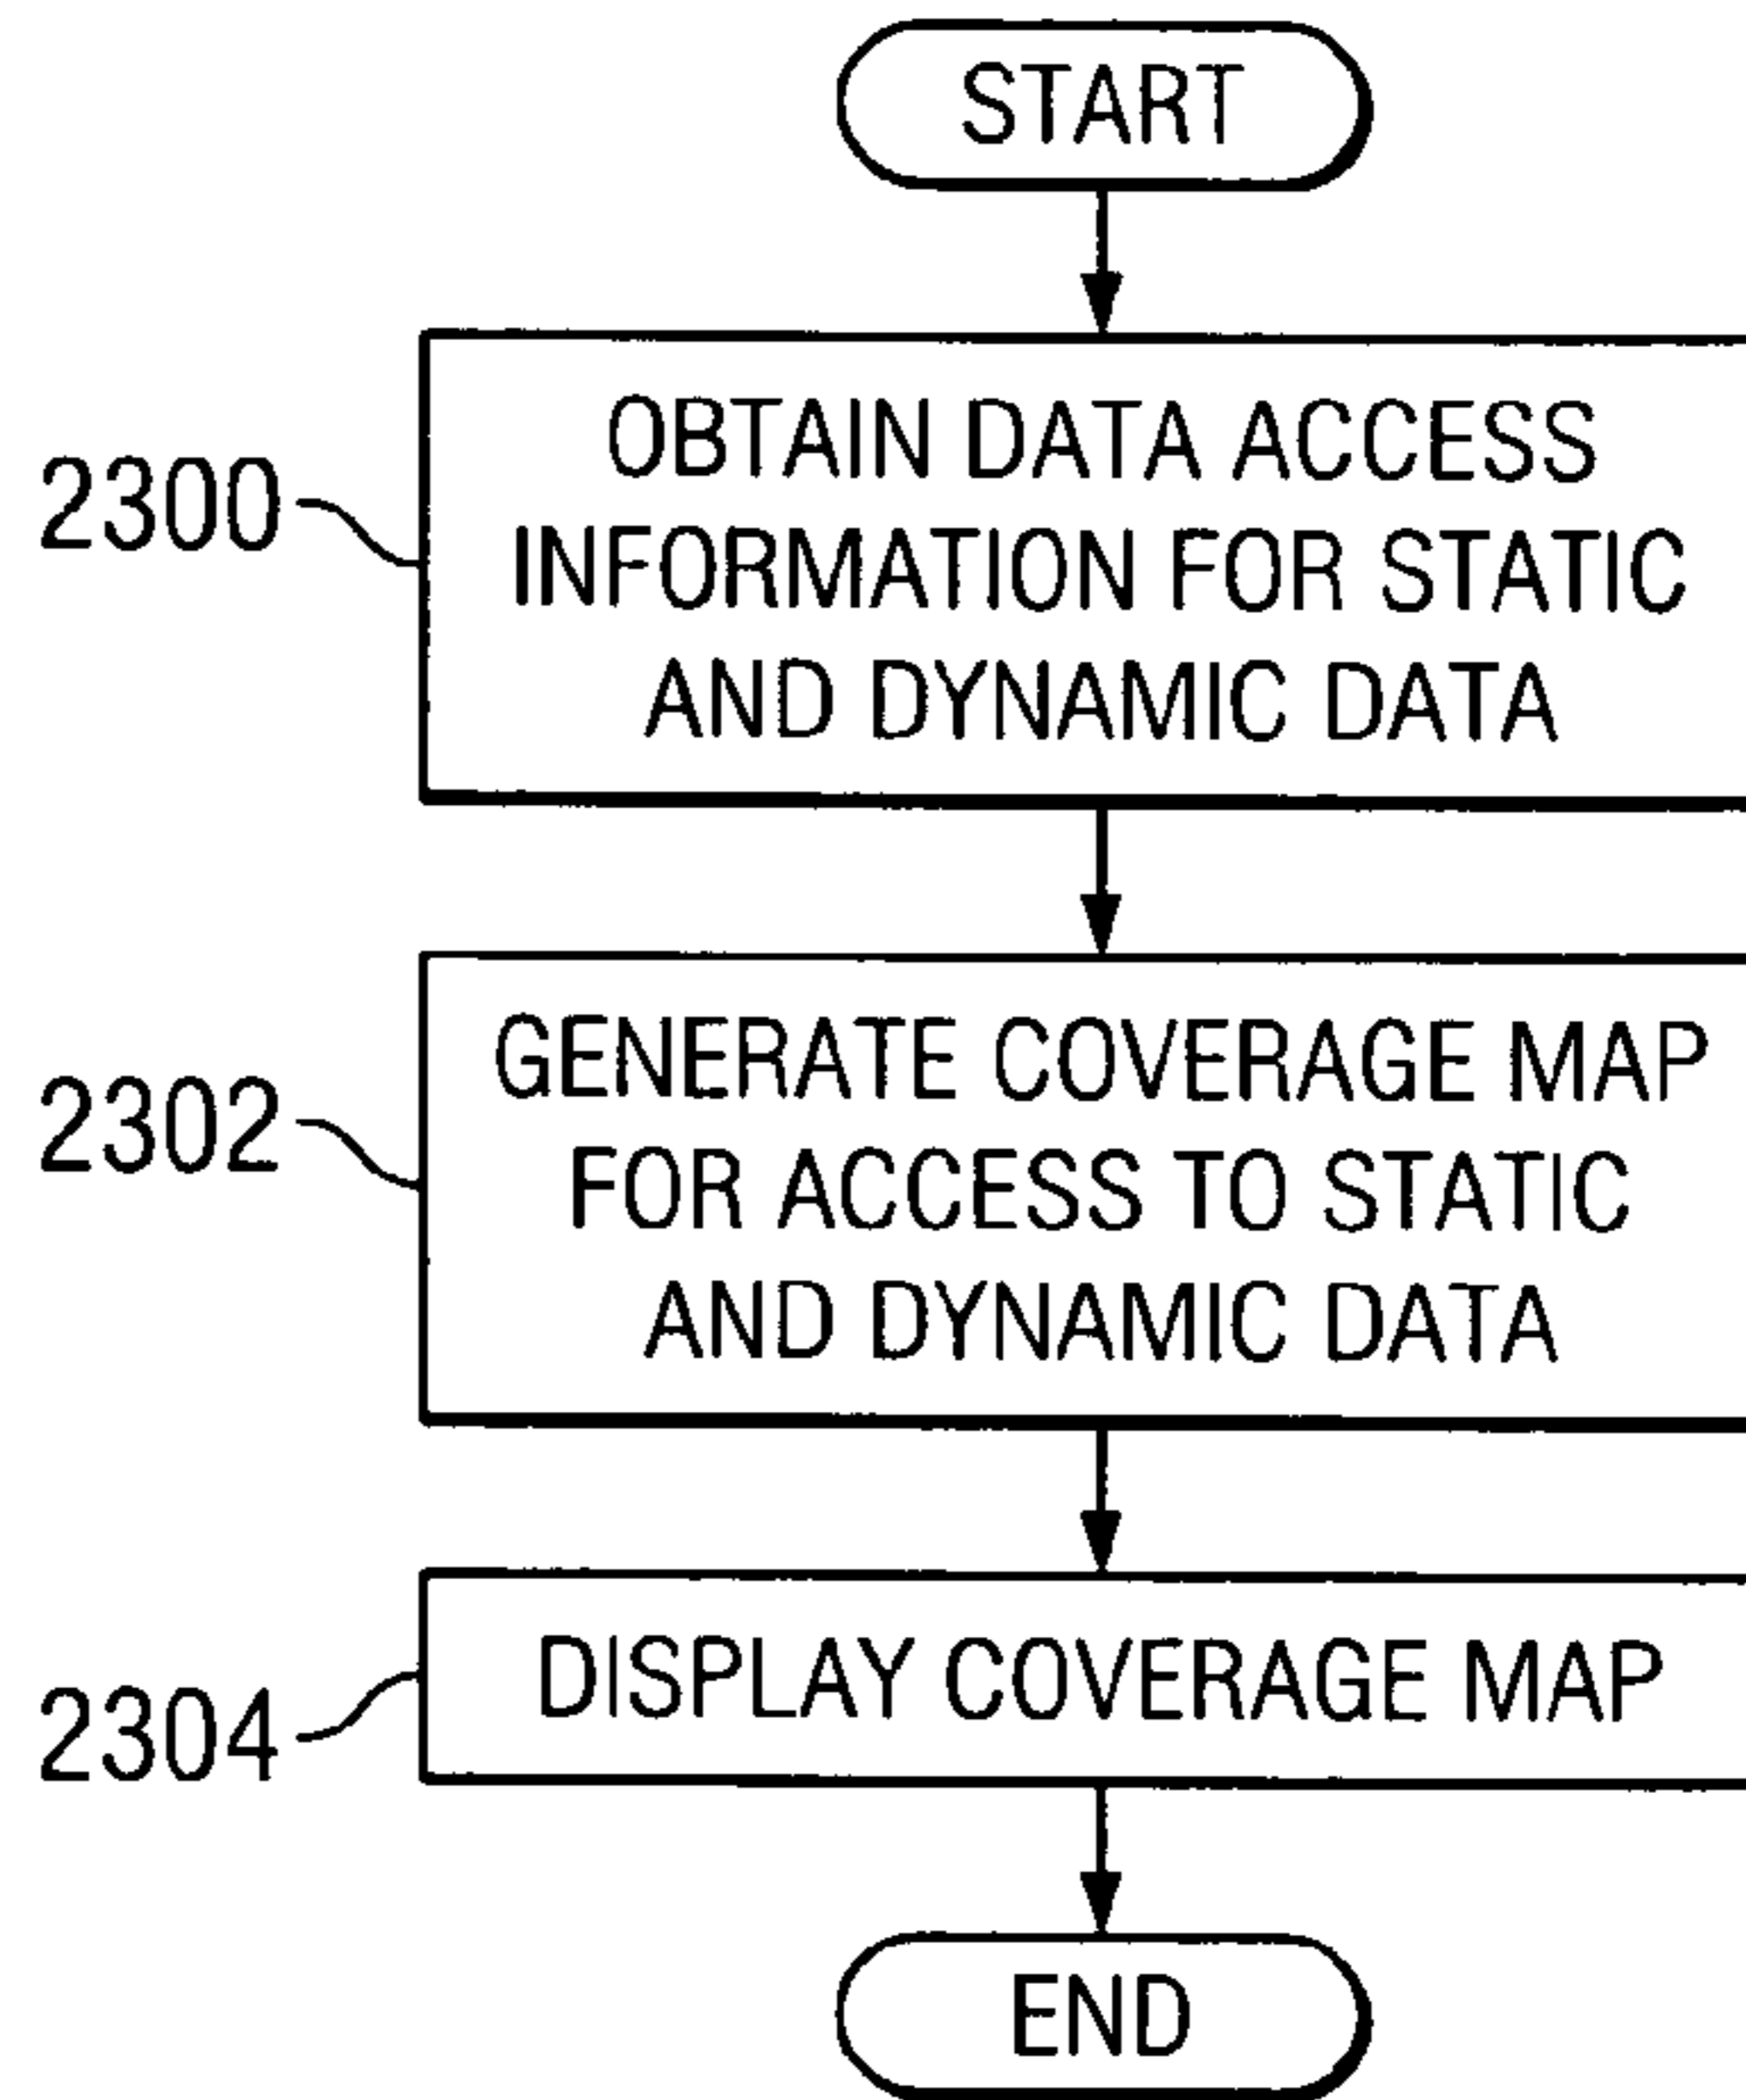 START
2300
OBTAIN DATA ACCESS
INFORMATION FOR STATIC
AND DYNAMIC DATA
2302
GENERATE COVERAGE MAP
FOR ACCESS TO STATIC
AND DYNAMIC DATA
2304
DISPLAY COVERAGE MAP
END